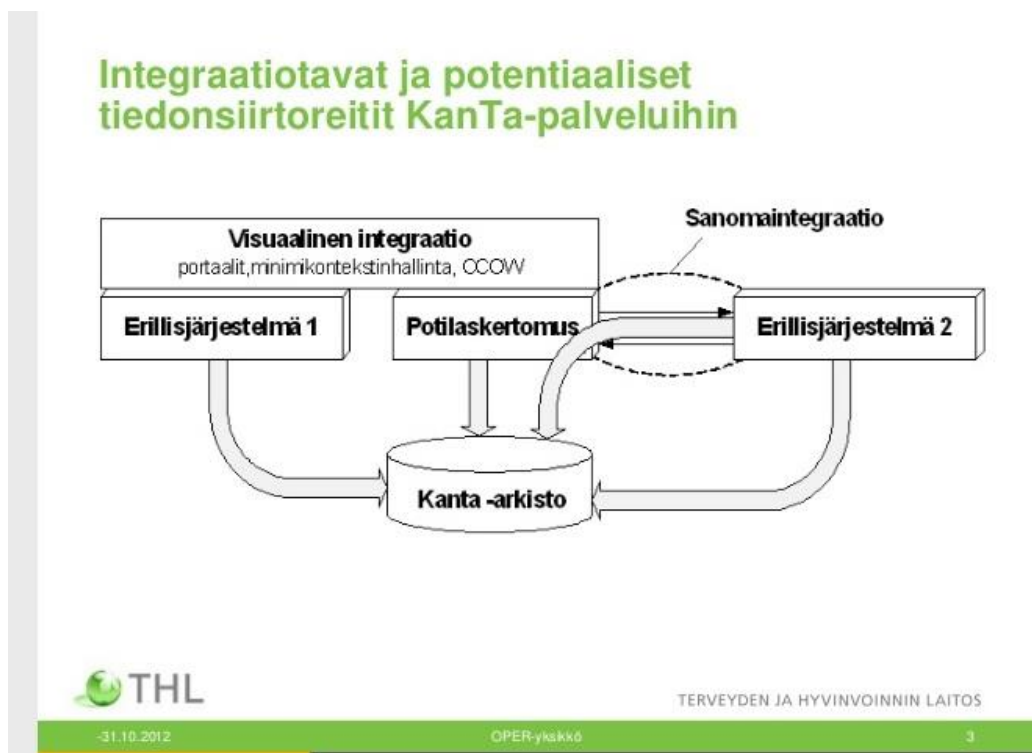 Integraatiotavat ja potentiaaliset
tiedonsiirtoreitit KanTa-palveluihin
Sanomaintegraatio
Visuaalinen integraatio
portaalit,minimikontekstinhallinta, CCOW
Erillisjärjestelmä 1
Potilaskertomus
Erillisjärjestelmä 2
Kanta -arkisto
THL
TERVEYDEN JA HYVINVOINNIN LAITOS
-31.10.2012
OPER-yksikkö
3